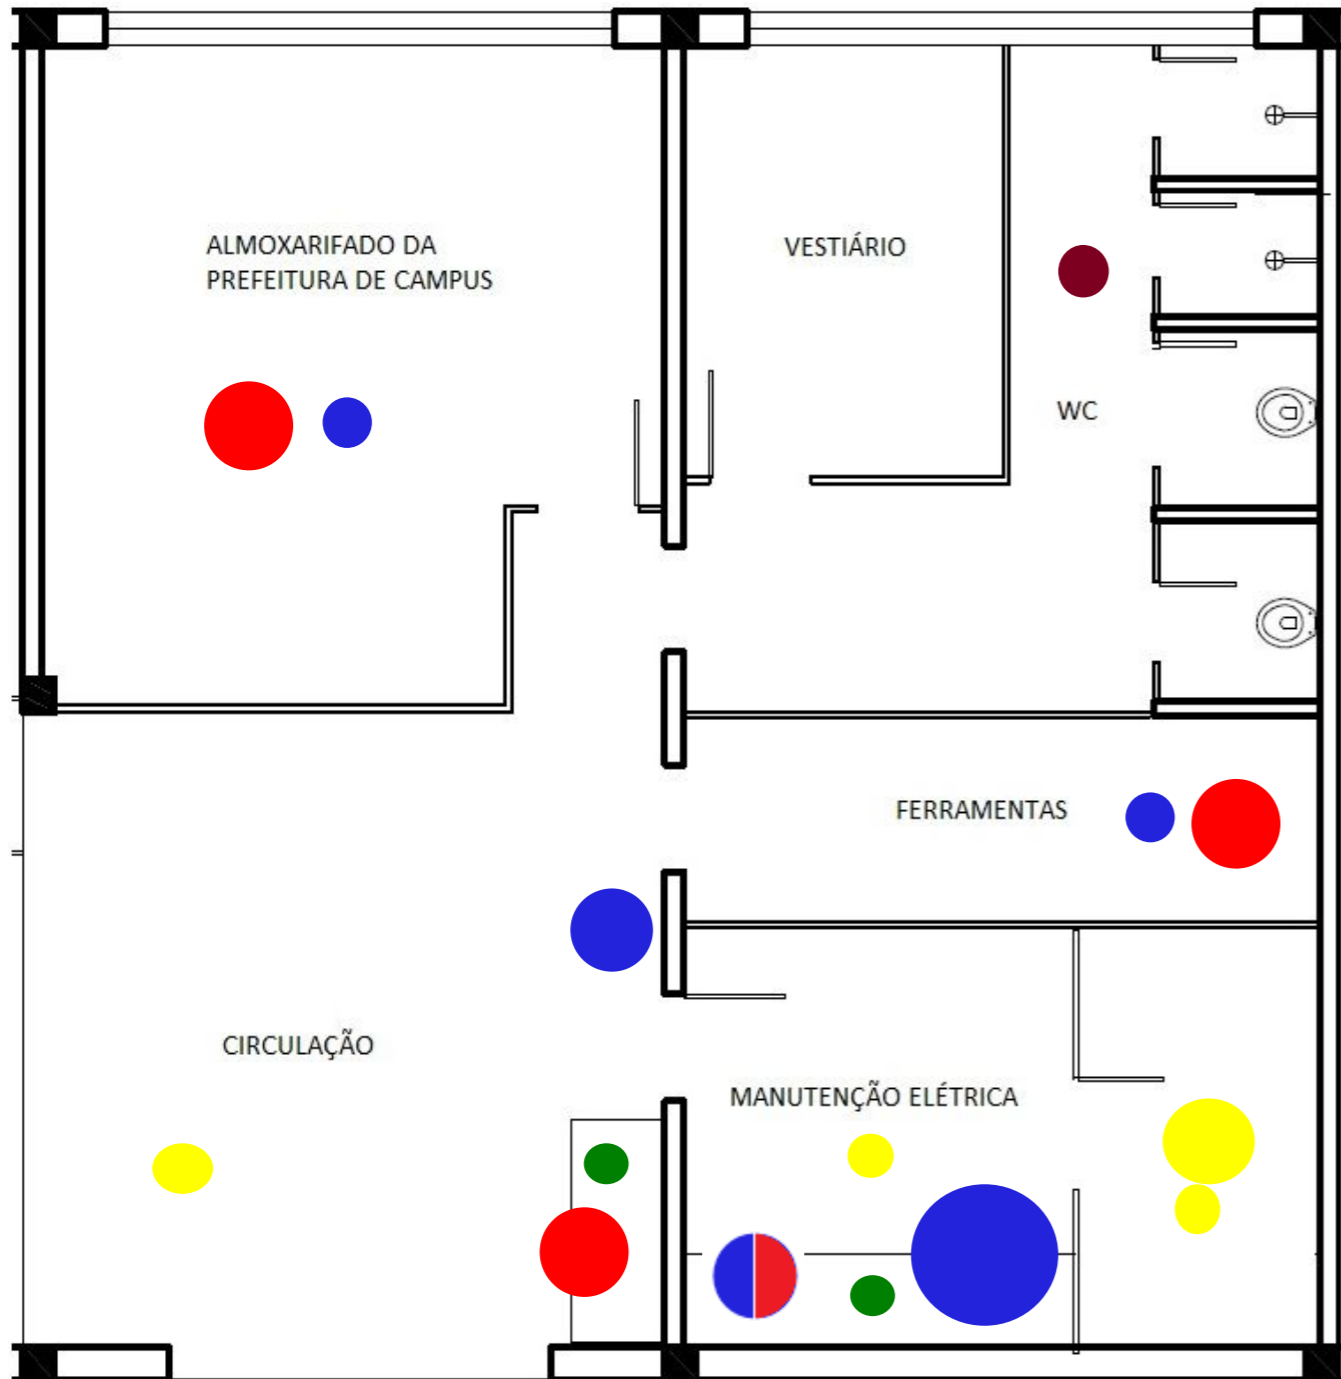 ALMOXARIFADO DA
PREFEITURA DE CAMPUS
VESTIÁRIO
WC
FERRAMENTAS
CIRCULAÇÃO
MANUTENÇÃO ELÉTRICA